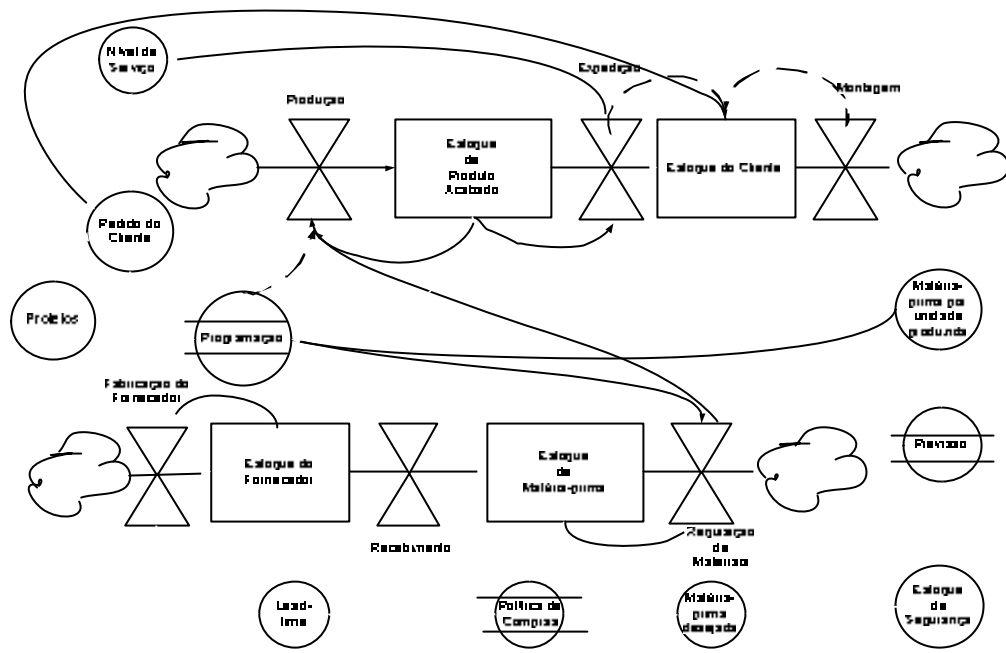 Nível de
Serviço
Expedição
Montagem
Produção
Estoque
de
Produto
Acabado
Estoque do Cliente
Pedido do
Cliente
Projetos
Programação
Matéria-
prima por
unidade
produzida
Fabricação do
Fornecedor
Estoque do
Fornecedor
Estoque
de
Matéria-prima
Previsão
Recebimento
Requisição
de
Materiais
Lead-
time
Política de
Compras
Matéria-
prima
desejada
Estoque
de
Segurança